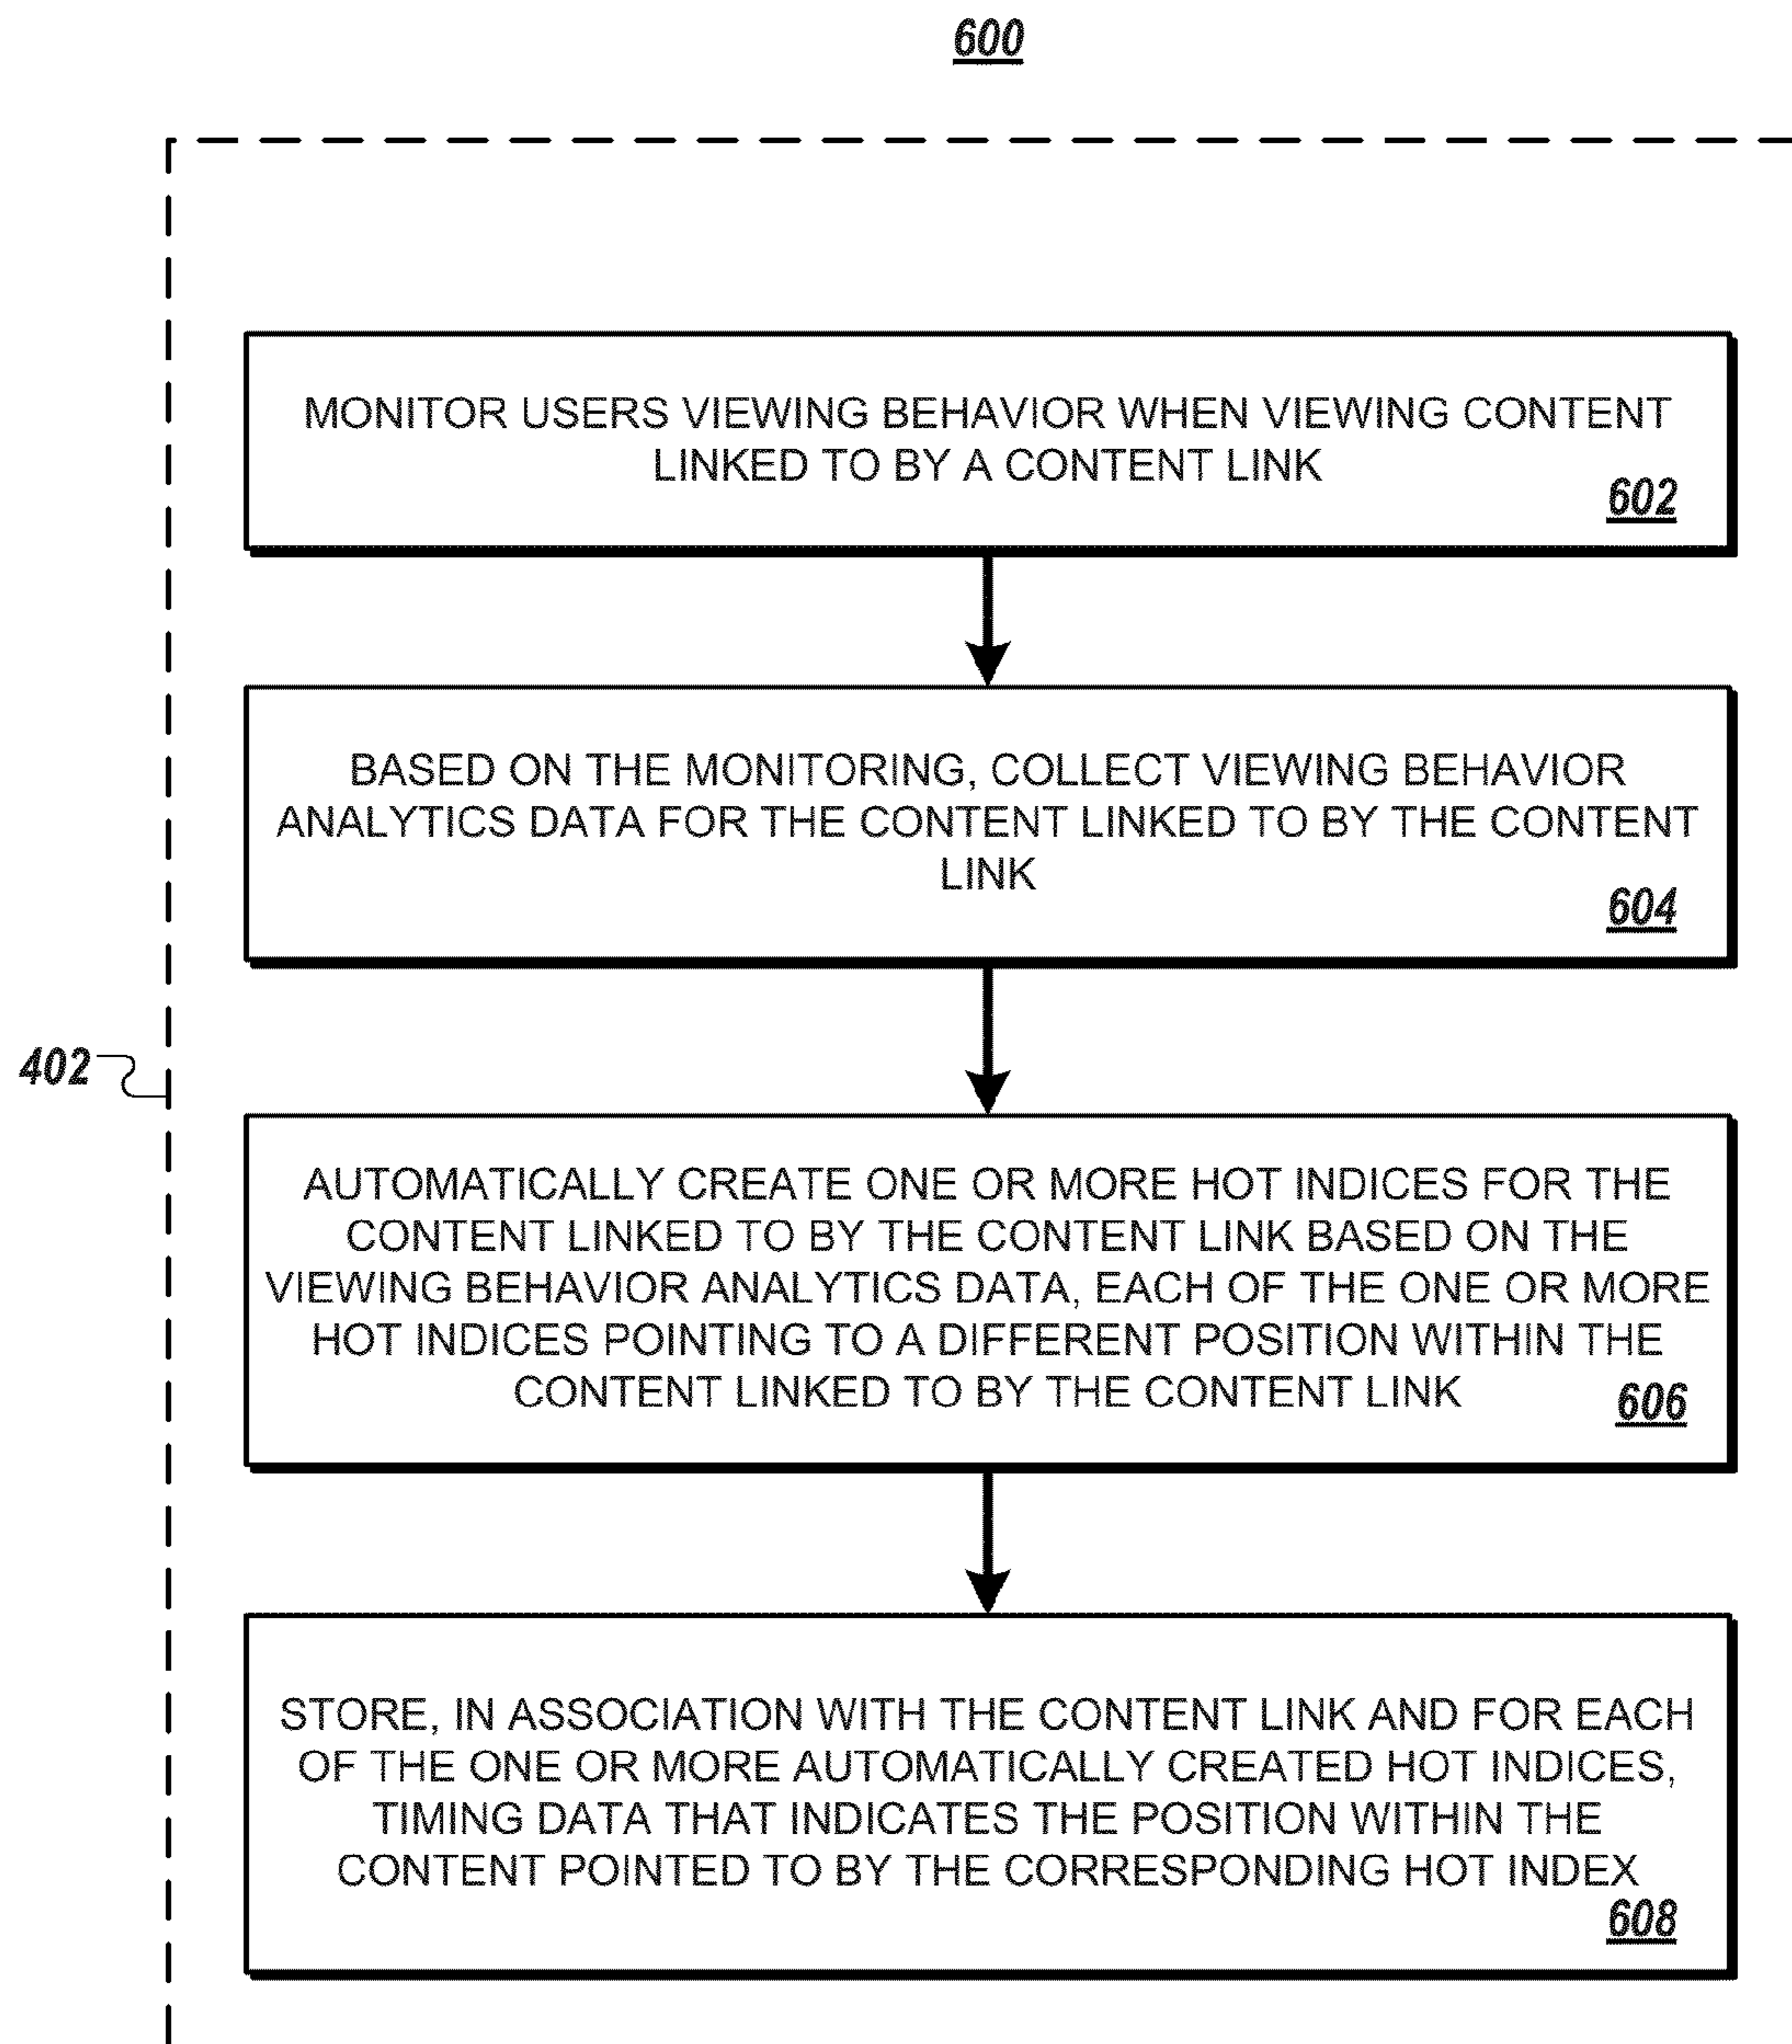 600
MONITOR USERS VIEWING BEHAVIOR WHEN VIEWING CONTENT
LINKED TO BY A CONTENT LINK
602
BASED ON THE MONITORING, COLLECT VIEWING BEHAVIOR
ANALYTICS DATA FOR THE CONTENT LINKED TO BY THE CONTENT
LINK
604
402
AUTOMATICALLY CREATE ONE OR MORE HOT INDICES FOR THE
CONTENT LINKED TO BY THE CONTENT LINK BASED ON THE
VIEWING BEHAVIOR ANALYTICS DATA, EACH OF THE ONE OR MORE
HOT INDICES POINTING TO A DIFFERENT POSITION WITHIN THE
CONTENT LINKED TO BY THE CONTENT LINK
606
STORE, IN ASSOCIATION WITH THE CONTENT LINK AND FOR EACH
OF THE ONE OR MORE AUTOMATICALLY CREATED HOT INDICES,
TIMING DATA THAT INDICATES THE POSITION WITHIN THE
CONTENT POINTED TO BY THE CORRESPONDING HOT INDEX
608